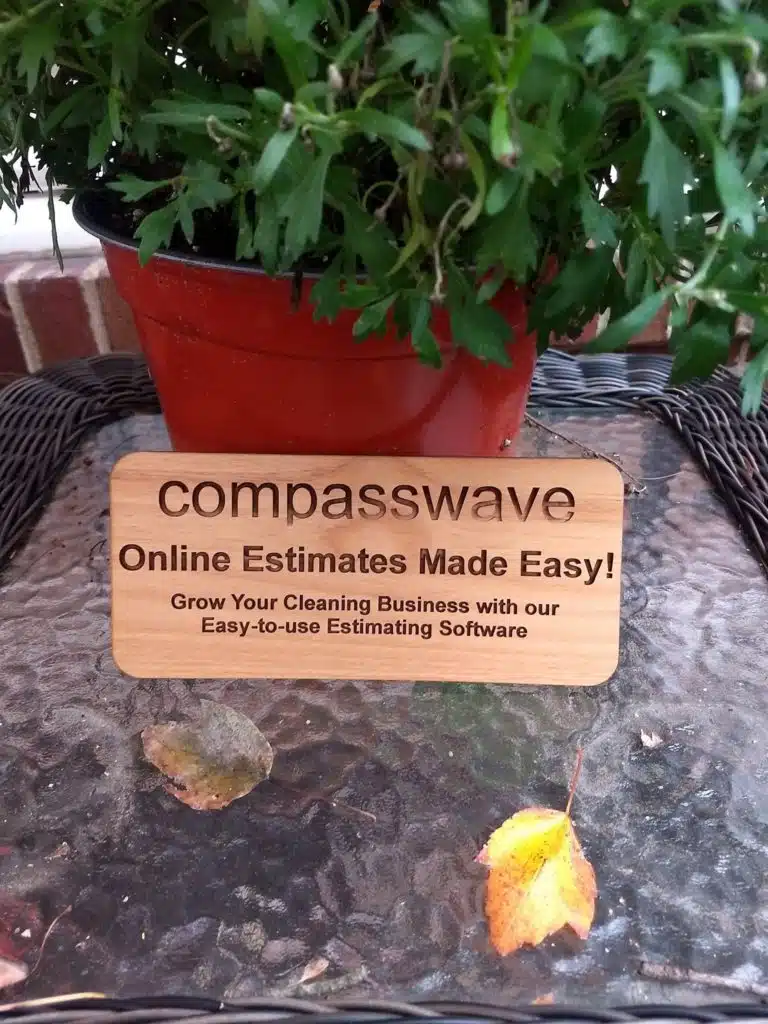 compasswave
Online Estimates Made Easy!
Grow Your Cleaning Business with our
Easy-to-use Estimating Software